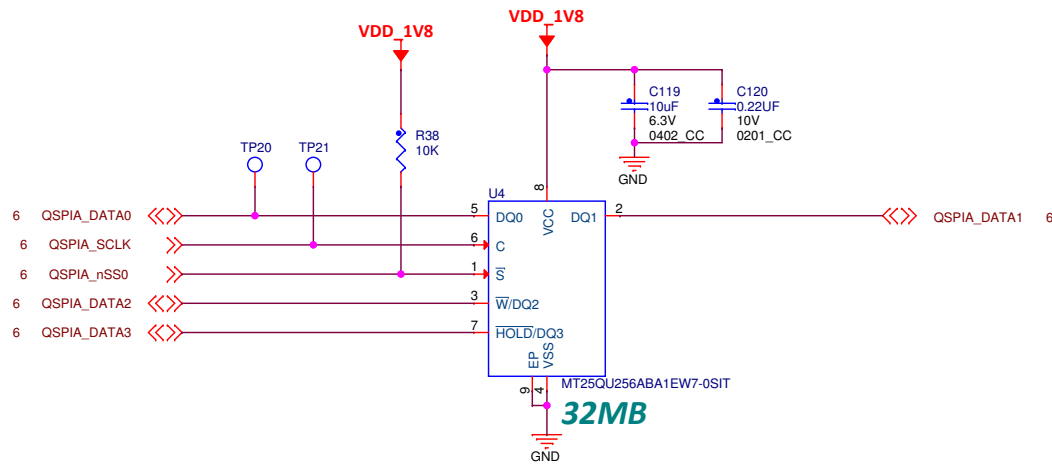 VDD_1V8
VDD_1V8
C119
10uF
6.3V
0402_CC
C120
0.22UF
10V
0201_CC
R38
10K
TP20
TP21
GND
U4
8
VCC
6 QSPIA_DATA0
5
DQ0
DQ1
2
QSPIA_DATA1 6
6 QSPIA_SCLK
6
C
6 QSPIA_nSS0
1
S
6 QSPIA_DATA2
3
W/DQ2
6 QSPIA_DATA3
7
HOLD/DQ3
EP
VSS
9
4
MT25QU256ABA1EW7-0SIT
32MB
GND